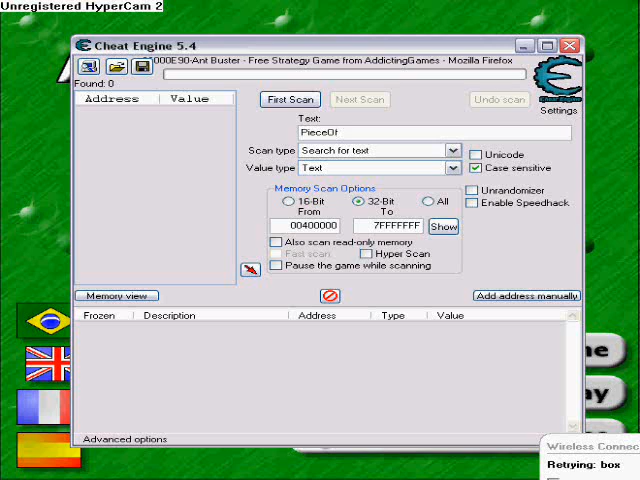 Unregistered HyperCam 2
Cheat Engine 5.4
000E90-Ant Buster - Free Strategy Game from AddictingGames - Mozilla Firefox
Found: 0
Address Value
First Scan Next Scan Undo scan
Cheat Engine
Settings
Text:
PieceOf
Scan type Search for text
Unicode
Value type Text
Case sensitive
Memory Scan Options
Unrandomizer
16-Bit 32-Bit All
Enable Speedhack
From To
00400000 7FFFFFFF Show
Also scan read-only memory
Fast scan Hyper Scan
Pause the game while scanning
Memory view Add address manually
Frozen Description Address Type Value
Advanced options
Wireless Connec
Retrying: box